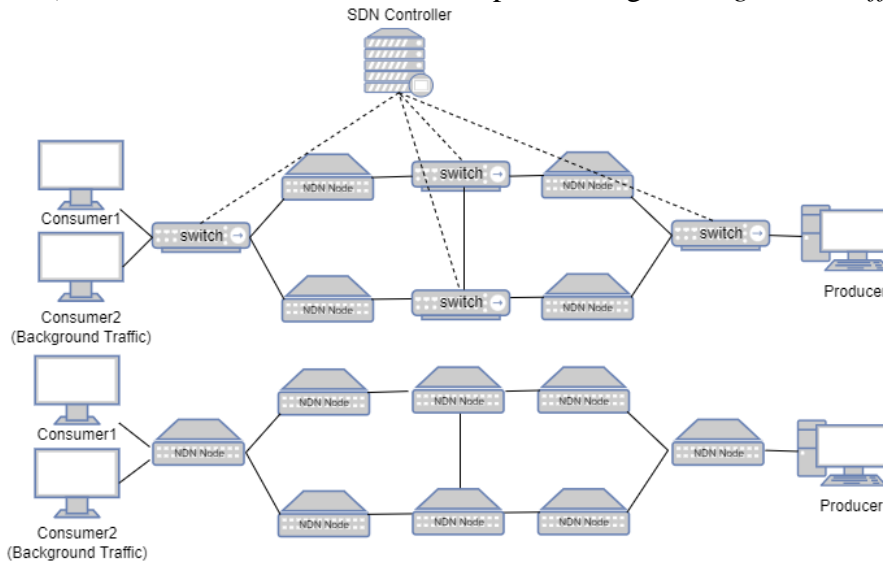 SDN Controller
NDN Node
switch
NDN Node
Consumer1
switch
switch
Producer
NDN Node
switch
NDN Node
Consumer2
(Background Traffic)
NDN Node
NDN Node
NDN Node
Consumer1
NDN Node
NDN Node
Producer
NDN Node
NDN Node
NDN Node
Consumer2
(Background Traffic)